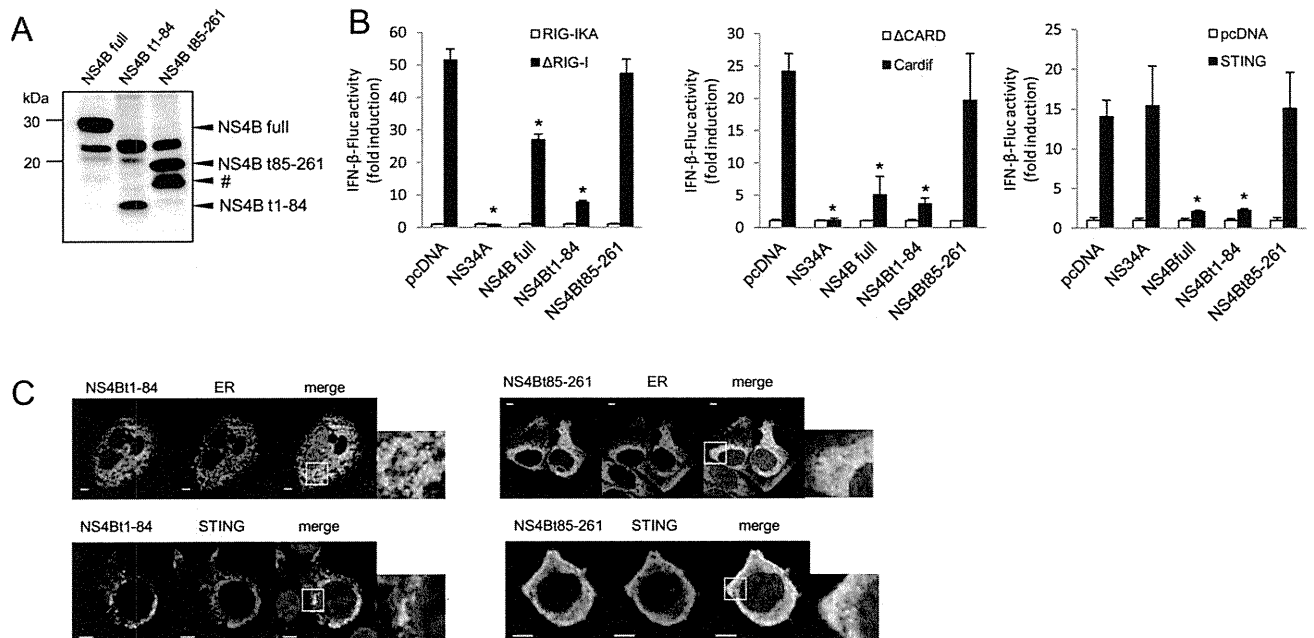 A
NS4B full
NS4B t1-84
NS4B t85-261
kDa
30
20
NS4B full
NS4B t85-261
#
NS4B t1-84
B
IFN-β-Fluc activity
(fold induction)
60
50
40
30
20
10
0
RIG-IKA
ΔRIG-I
*
*
*
pcDNA
NS34A
NS4B full
NS4Bt1-84
NS4Bt85-261
IFN-β-Fluc activity
(fold induction)
30
25
20
15
10
5
0
ΔCARD
Cardif
*
*
*
pcDNA
NS34A
NS4B full
NS4Bt1-84
NS4Bt85-261
IFN-β-Fluc activity
(fold induction)
25
20
15
10
5
0
pcDNA
STING
*
*
pcDNA
NS34A
NS4Bfull
NS4Bt1-84
NS4Bt85-261
C
NS4Bt1-84 ER merge
NS4Bt85-261 ER merge
NS4Bt1-84 STING merge
NS4Bt85-261 STING merge